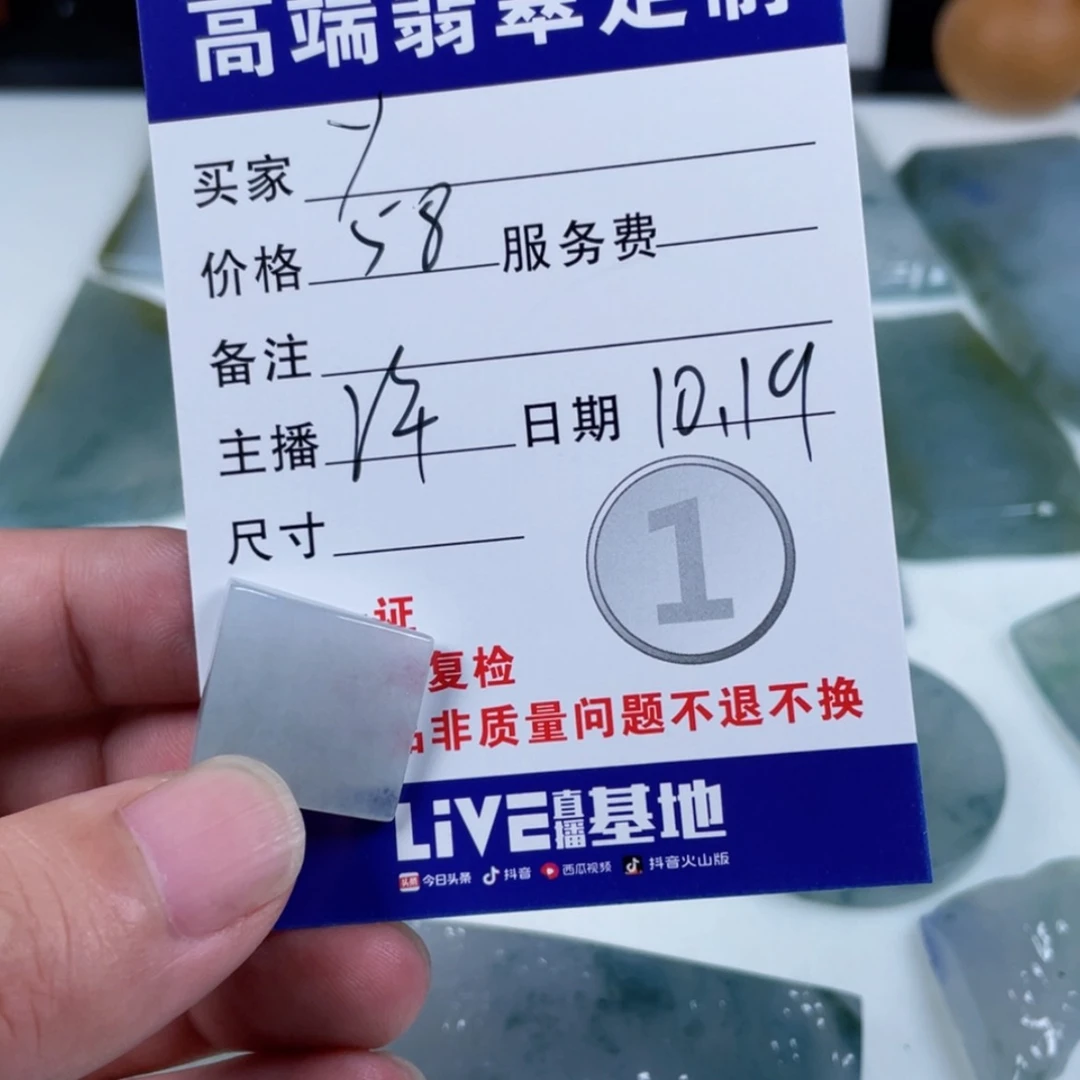 高端翡翠定制
买家
价格 58 服务费
备注
主播 日期 10.19
尺寸
1
证
复检
品非质量问题不退不换
LiVE直播基地
今日头条 抖音 西瓜视频 抖音火山版